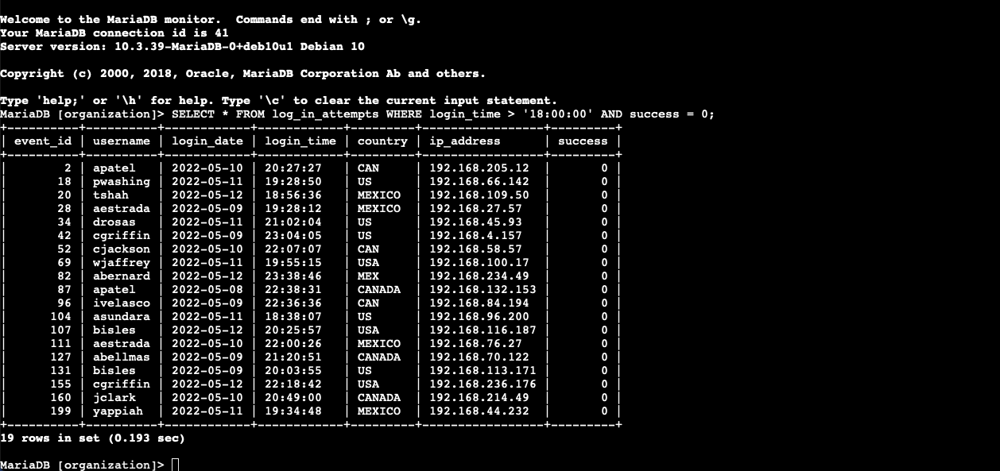 Welcome to the MariaDB monitor.  Commands end with ; or \g.
Your MariaDB connection id is 41
Server version: 10.3.39-MariaDB-0+deb10u1 Debian 10

Copyright (c) 2000, 2018, Oracle, MariaDB Corporation Ab and others.

Type 'help;' or '\h' for help. Type '\c' to clear the current input statement.
MariaDB [organization]> SELECT * FROM log_in_attempts WHERE login_time > '18:00:00' AND success = 0;
+----------+----------+------------+------------+---------+-----------------+---------+
| event_id | username | login_date | login_time | country | ip_address      | success |
+----------+----------+------------+------------+---------+-----------------+---------+
|        2 | apatel   | 2022-05-10 | 20:27:27   | CAN     | 192.168.205.12  |       0 |
|       18 | pwashing | 2022-05-11 | 19:28:50   | US      | 192.168.66.142  |       0 |
|       20 | tshah    | 2022-05-12 | 18:56:36   | MEXICO  | 192.168.109.50  |       0 |
|       28 | aestrada | 2022-05-09 | 19:28:12   | MEXICO  | 192.168.27.57   |       0 |
|       34 | drosas   | 2022-05-11 | 21:02:04   | US      | 192.168.45.93   |       0 |
|       42 | cgriffin | 2022-05-09 | 23:04:05   | US      | 192.168.4.157   |       0 |
|       52 | cjackson | 2022-05-10 | 22:07:07   | CAN     | 192.168.58.57   |       0 |
|       69 | wjaffrey | 2022-05-11 | 19:55:15   | USA     | 192.168.100.17  |       0 |
|       82 | abernard | 2022-05-12 | 23:38:46   | MEX     | 192.168.234.49  |       0 |
|       87 | apatel   | 2022-05-08 | 22:38:31   | CANADA  | 192.168.132.153 |       0 |
|       96 | ivelasco | 2022-05-09 | 22:36:36   | CAN     | 192.168.84.194  |       0 |
|      104 | asundara | 2022-05-11 | 18:38:07   | US      | 192.168.96.200  |       0 |
|      107 | bisles   | 2022-05-12 | 20:25:57   | USA     | 192.168.116.187 |       0 |
|      111 | aestrada | 2022-05-10 | 22:00:26   | MEXICO  | 192.168.76.27   |       0 |
|      127 | abellmas | 2022-05-09 | 21:20:51   | CANADA  | 192.168.70.122  |       0 |
|      131 | bisles   | 2022-05-09 | 20:03:55   | US      | 192.168.113.171 |       0 |
|      155 | cgriffin | 2022-05-12 | 22:18:42   | USA     | 192.168.236.176 |       0 |
|      160 | jclark   | 2022-05-10 | 20:49:00   | CANADA  | 192.168.214.49  |       0 |
|      199 | yappiah  | 2022-05-11 | 19:34:48   | MEXICO  | 192.168.44.232  |       0 |
+----------+----------+------------+------------+---------+-----------------+---------+
19 rows in set (0.193 sec)

MariaDB [organization]>